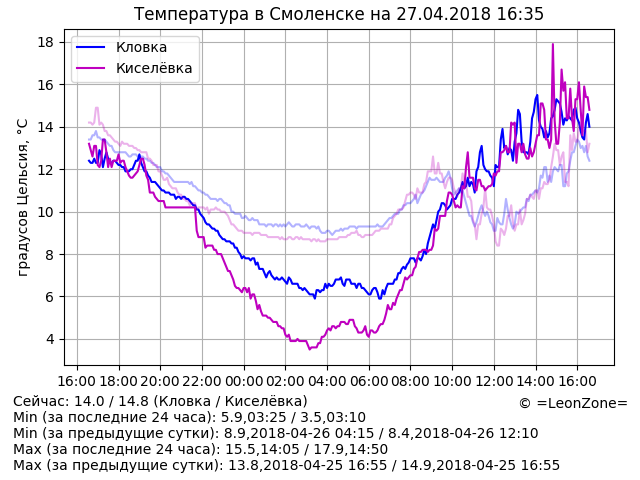 Температура в Смоленске на 27.04.2018 16:35
Кловка
Киселёвка
градусов Цельсия, °C
18
16
14
12
10
8
6
4
16:00 18:00 20:00 22:00 00:00 02:00 04:00 06:00 08:00 10:00 12:00 14:00 16:00
Сейчас: 14.0 / 14.8 (Кловка / Киселёвка)
© =LeonZone=
Min (за последние 24 часа): 5.9,03:25 / 3.5,03:10
Min (за предыдущие сутки): 8.9,2018-04-26 04:15 / 8.4,2018-04-26 12:10
Max (за последние 24 часа): 15.5,14:05 / 17.9,14:50
Max (за предыдущие сутки): 13.8,2018-04-25 16:55 / 14.9,2018-04-25 16:55